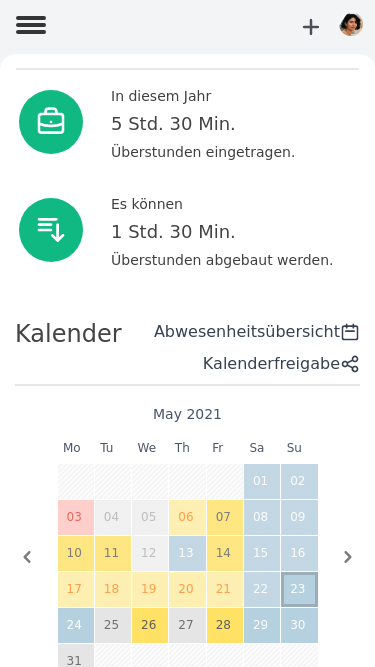 In diesem Jahr
5 Std. 30 Min.
Überstunden eingetragen.
Es können
1 Std. 30 Min.
Überstunden abgebaut werden.
Kalender
Abwesenheitsübersicht
Kalenderfreigabe
May 2021
Mo Tu We Th Fr Sa Su
01 02
03 04 05 06 07 08 09
10 11 12 13 14 15 16
17 18 19 20 21 22 23
24 25 26 27 28 29 30
31